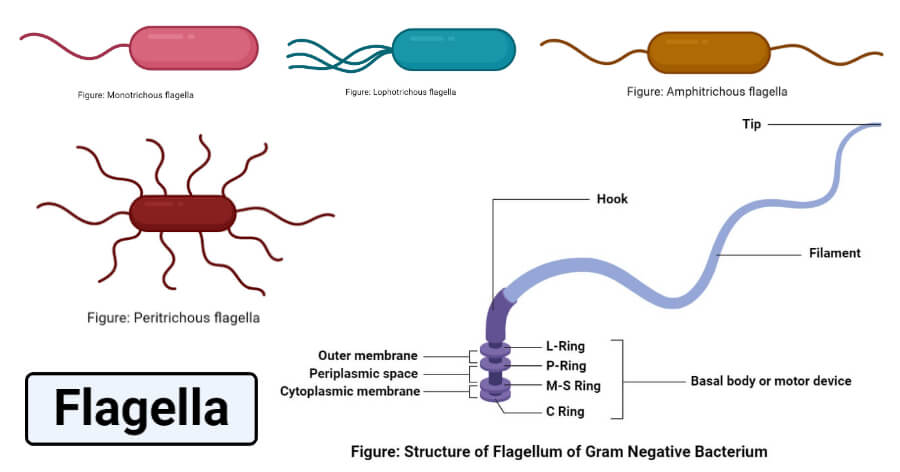 Figure: Monotrichous flagella
Figure: Lophotrichous flagella
Figure: Amphitrichous flagella
Tip
Hook
Filament
Figure: Peritrichous flagella
L-Ring
Outer membrane
P-Ring
Periplasmic space
M-S Ring
Basal body or motor device
Cytoplasmic membrane
C Ring
Flagella
Figure: Structure of Flagellum of Gram Negative Bacterium